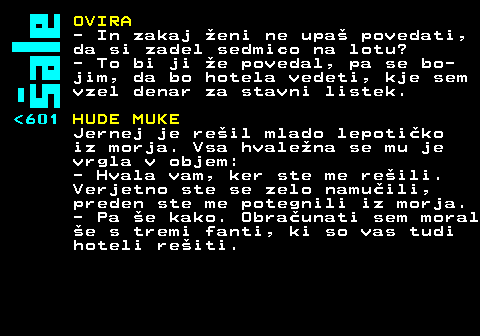 šale
OVIRA
- In zakaj ženi ne upaš povedati,
da si zadel sedmico na lotu?
- To bi ji že povedal, pa se bo-
jim, da bo hotela vedeti, kje sem
vzel denar za stavni listek.
<601 HUDE MUKE
Jernej je rešil mlado lepotičko
iz morja. Vsa hvaležna se mu je
vrgla v objem:
- Hvala vam, ker ste me rešili.
Verjetno ste se zelo namučili,
preden ste me potegnili iz morja.
- Pa še kako. Obračunati sem moral
še s tremi fanti, ki so vas tudi
hoteli rešiti.